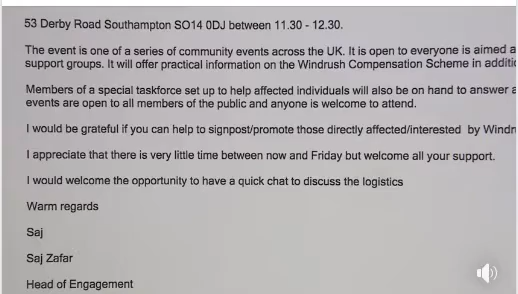 53 Derby Road Southampton SO14 0DJ between 11.30 - 12.30.
The event is one of a series of community events across the UK. It is open to everyone is aimed a
support groups. It will offer practical information on the Windrush Compensation Scheme in additi
Members of a special taskforce set up to help affected individuals will also be on hand to answer
events are open to all members of the public and anyone is welcome to attend.
I would be grateful if you can help to signpost/promote those directly affected/interested by Windr
I appreciate that there is very little time between now and Friday but welcome all your support.
I would welcome the opportunity to have a quick chat to discuss the logistics
Warm regards
Saj
Saj Zafar
Head of Engagement